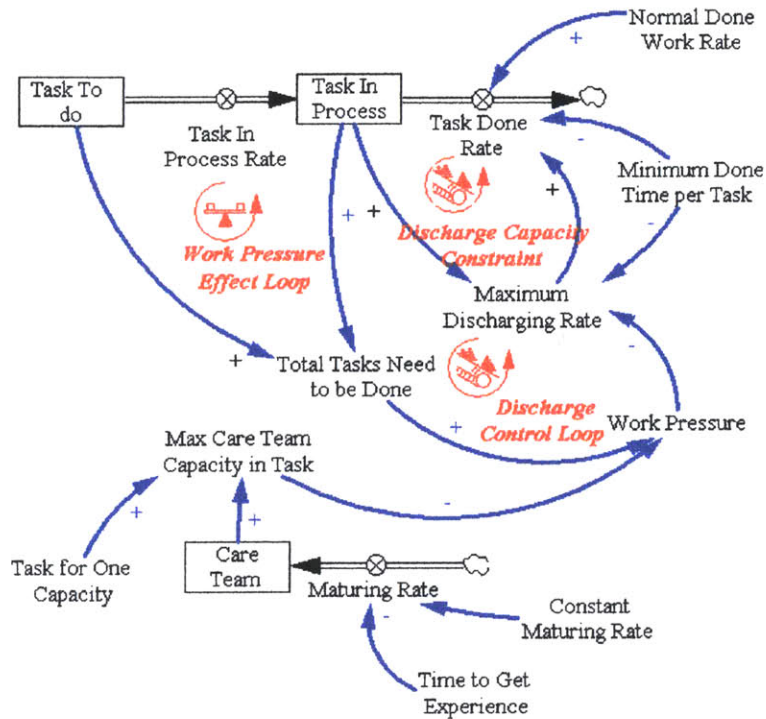 Normal Done
Work Rate
+
Task To
do
Task In
Process
Task In
Process Rate
Task Done
Rate
-
Minimum Done
Time per Task
+
+
+
-
Work Pressure
Effect Loop
Discharge Capacity
Constraint
Maximum
Discharging Rate
+
Total Tasks Need
to be Done
-
Discharge
Control Loop
+
Work Pressure
Max Care Team
Capacity in Task
+
+
-
Task for One
Capacity
Care
Team
Maturing Rate
-
-
Constant
Maturing Rate
Time to Get
Experience